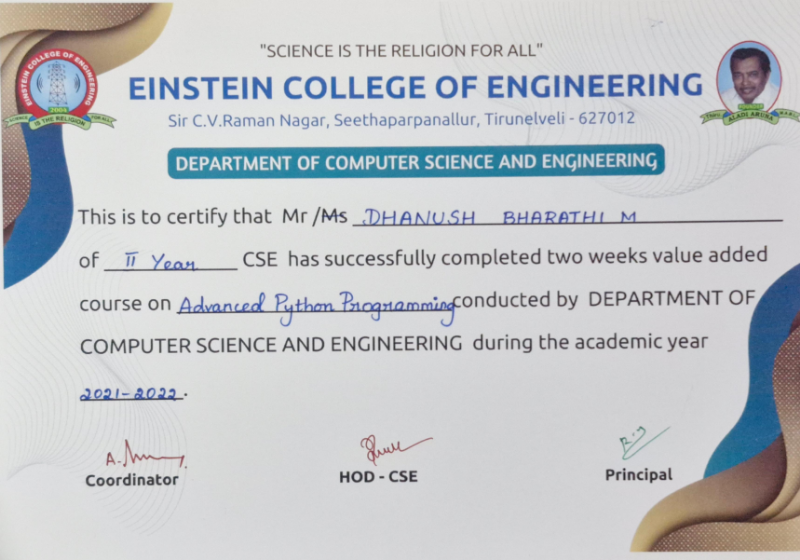 "SCIENCE IS THE RELIGION FOR ALL"
EINSTEIN COLLEGE OF ENGINEERING
Sir C.V.Raman Nagar, Seethaparpanallur, Tirunelveli - 627012
EINSTEIN COLLEGE OF ENGINEERING
2004
SCIENCE IS THE RELIGION FOR ALL
ALADI ARUNA
DEPARTMENT OF COMPUTER SCIENCE AND ENGINEERING
This is to certify that Mr /Ms DHANUSH BHARATHI M
of II Year CSE has successfully completed two weeks value added
course on Advanced Python Programming conducted by DEPARTMENT OF
COMPUTER SCIENCE AND ENGINEERING during the academic year
2021-2022.
Coordinator
HOD - CSE
Principal